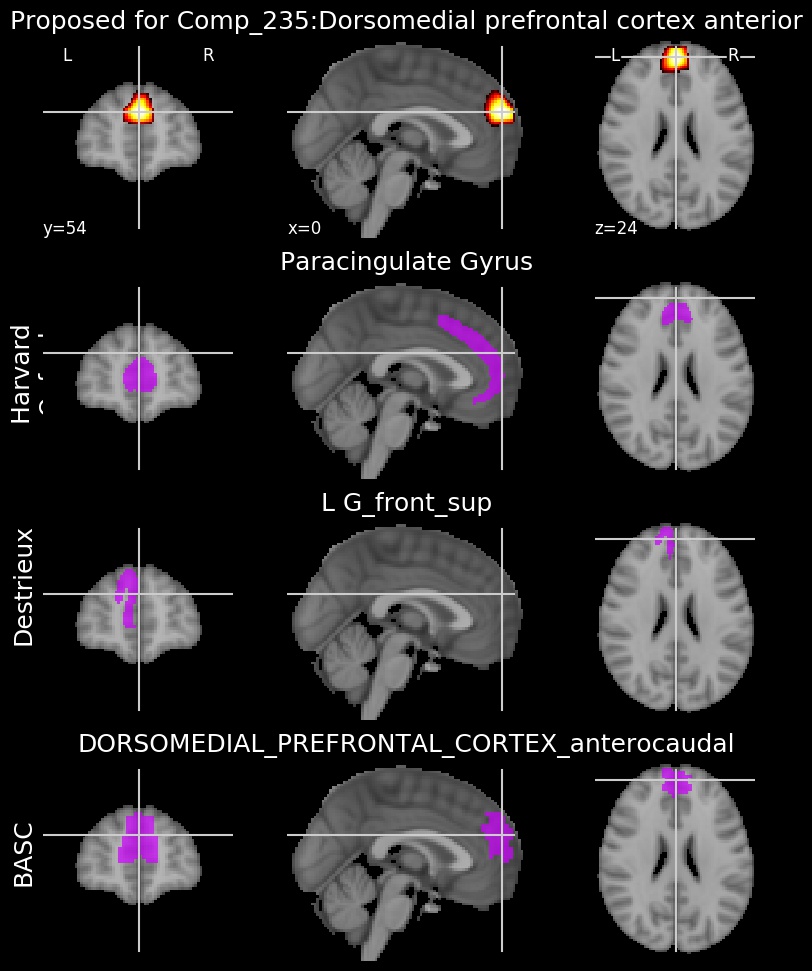 Proposed for Comp_235:Dorsomedial prefrontal cortex anterior
L R
L R
y=54
x=0
z=24
Paracingulate Gyrus
Harvard
L G_front_sup
Destrieux
DORSOMEDIAL_PREFRONTAL_CORTEX_anterocaudal
BASC